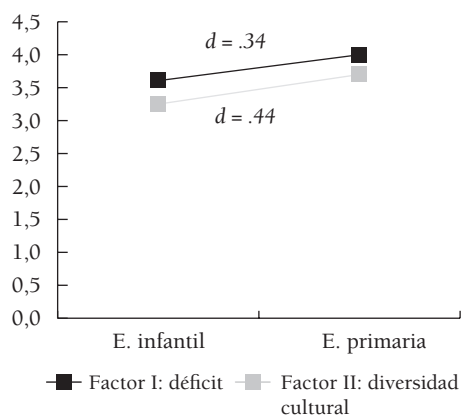 4,5
4,0
3,5
3,0
2,5
2,0
1,5
1,0
0,5
0,0
d = .34
d = .44
E. infantil
E. primaria
Factor I: déficit
Factor II: diversidad
cultural